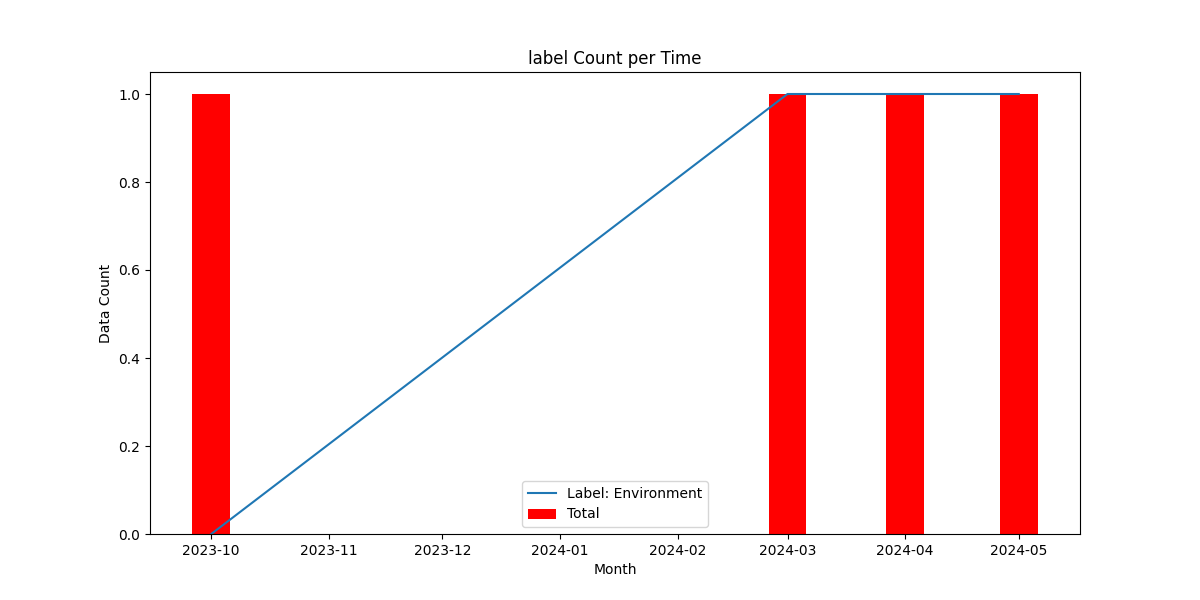 label Count per Time
1.0
0.8
0.6
0.4
0.2
0.0
Data Count
Label: Environment
Total
2023-10
2023-11
2023-12
2024-01
2024-02
2024-03
2024-04
2024-05
Month